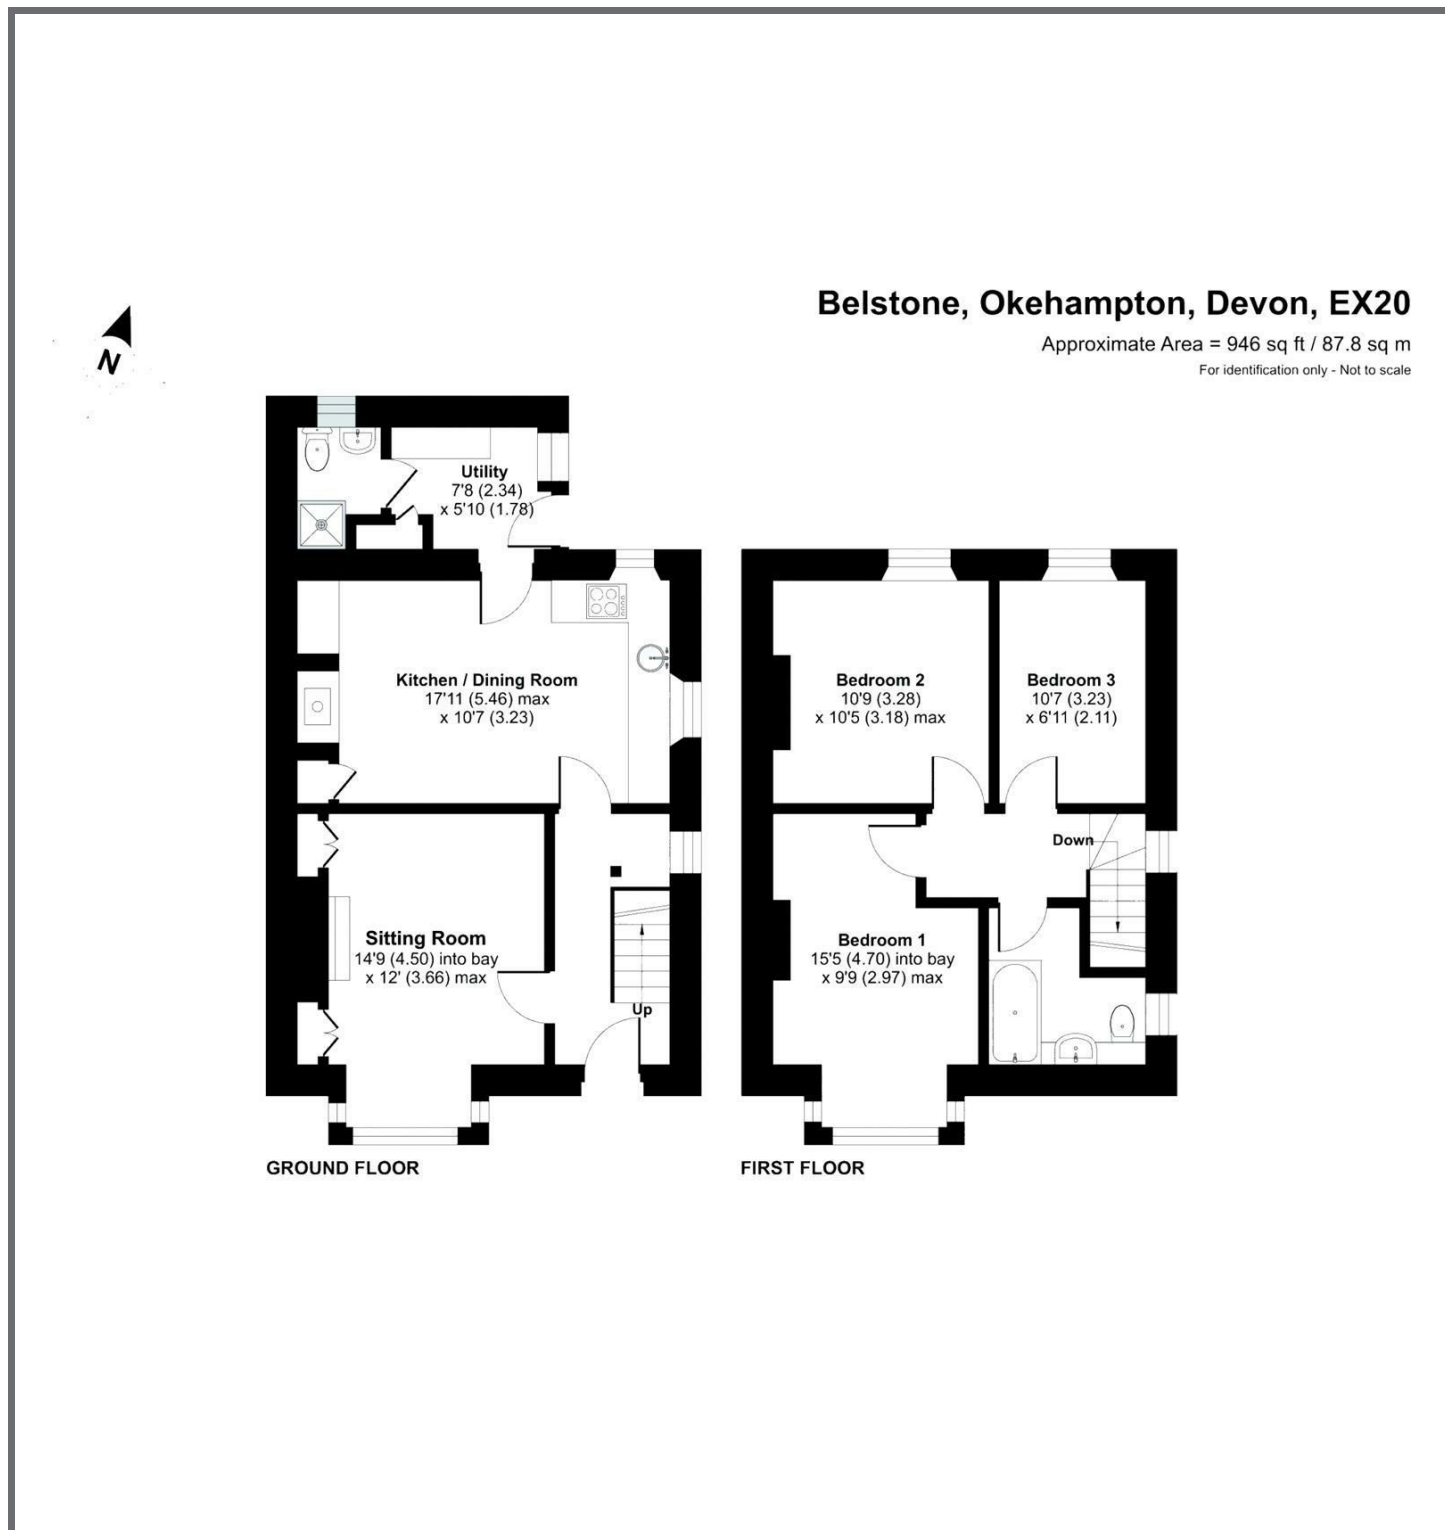 Belstone, Okehampton, Devon, EX20
Approximate Area = 946 sq ft / 87.8 sq m
For identification only - Not to scale
N
Utility
7'8 (2.34)
x 5'10 (1.78)
Kitchen / Dining Room
17'11 (5.46) max
x 10'7 (3.23)
Sitting Room
14'9 (4.50) into bay
x 12' (3.66) max
Up
GROUND FLOOR
Bedroom 2
10'9 (3.28)
x 10'5 (3.18) max
Bedroom 3
10'7 (3.23)
x 6'11 (2.11)
Down
Bedroom 1
15'5 (4.70) into bay
x 9'9 (2.97) max
FIRST FLOOR